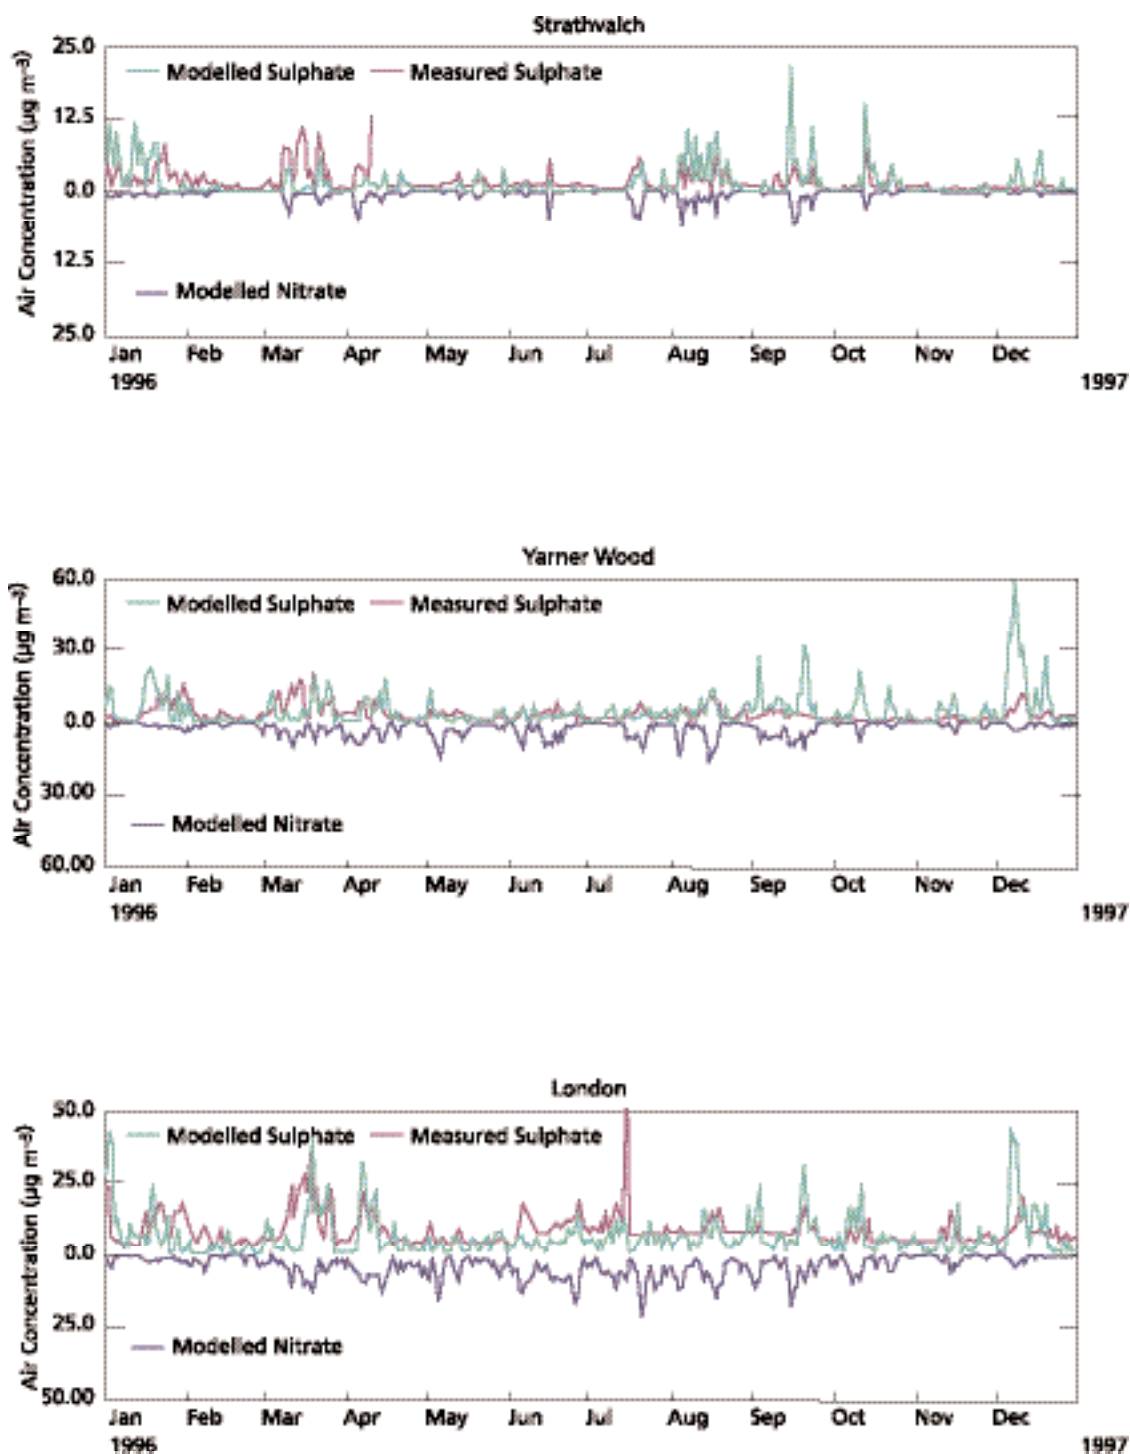 Strathvaich
25.0
Modelled Sulphate Measured Sulphate
12.5
0.0
12.5
Modelled Nitrate
25.0
Air Concentration (µg m⁻³)
Jan Feb Mar Apr May Jun Jul Aug Sep Oct Nov Dec
1996 1997
Yarner Wood
60.0
Modelled Sulphate Measured Sulphate
30.0
0.0
30.00
Modelled Nitrate
60.00
Air Concentration (µg m⁻³)
Jan Feb Mar Apr May Jun Jul Aug Sep Oct Nov Dec
1996 1997
London
50.0
Modelled Sulphate Measured Sulphate
25.0
0.0
25.0
Modelled Nitrate
50.00
Air Concentration (µg m⁻³)
Jan Feb Mar Apr May Jun Jul Aug Sep Oct Nov Dec
1996 1997